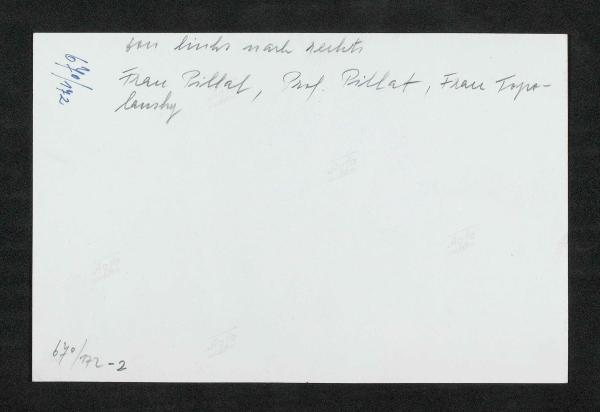 von links nach rechts
Frau Pillat, Prof. Pillat, Frau Topo-
lansky
670/172
670/172-2